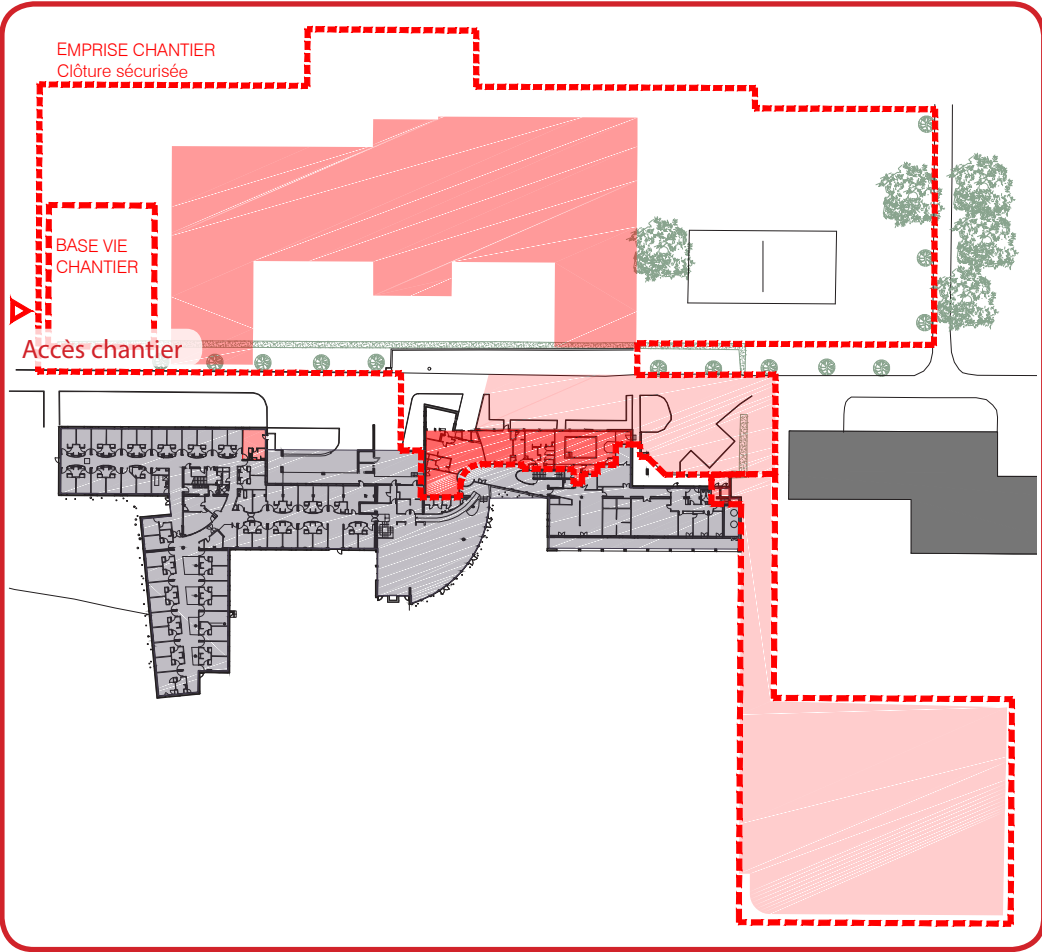 EMPRISE CHANTIER
Clôture sécurisée
BASE VIE
CHANTIER
Accès chantier